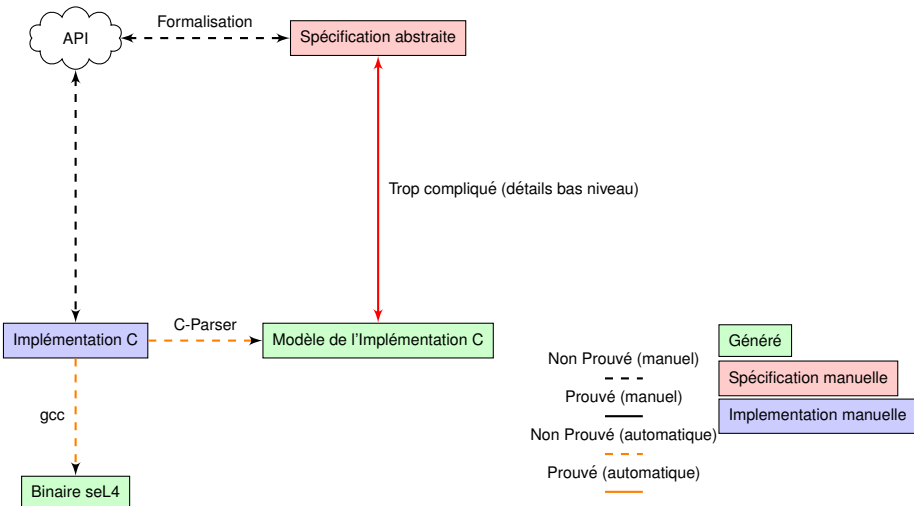 Formalisation
API
Spécification abstraite
Trop compliqué (détails bas niveau)
C-Parser
Implémentation C
Modèle de l'Implémentation C
gcc
Binaire seL4
Non Prouvé (manuel)
Prouvé (manuel)
Non Prouvé (automatique)
Prouvé (automatique)
Généré
Spécification manuelle
Implementation manuelle